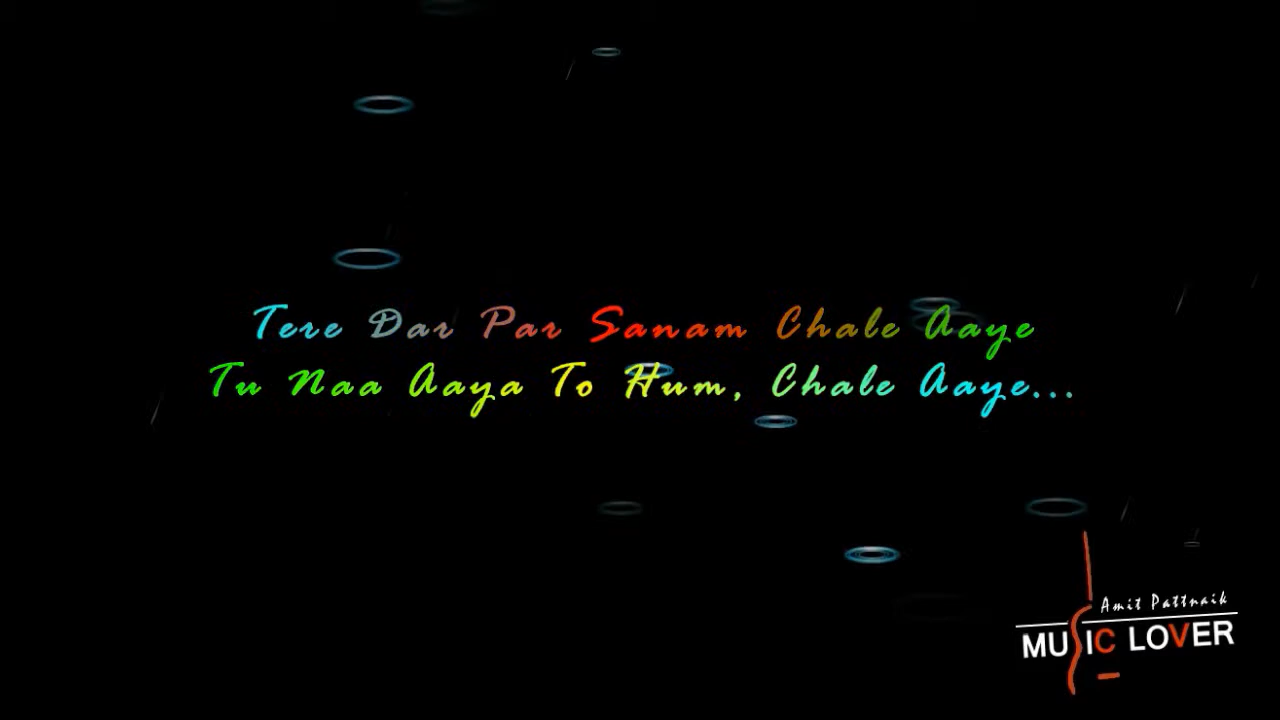 Tere Dar Par Sanam Chale Aaye
Tu Naa Aaya To Hum, Chale Aaye...
Amit Pattnaik
MUSIC LOVER